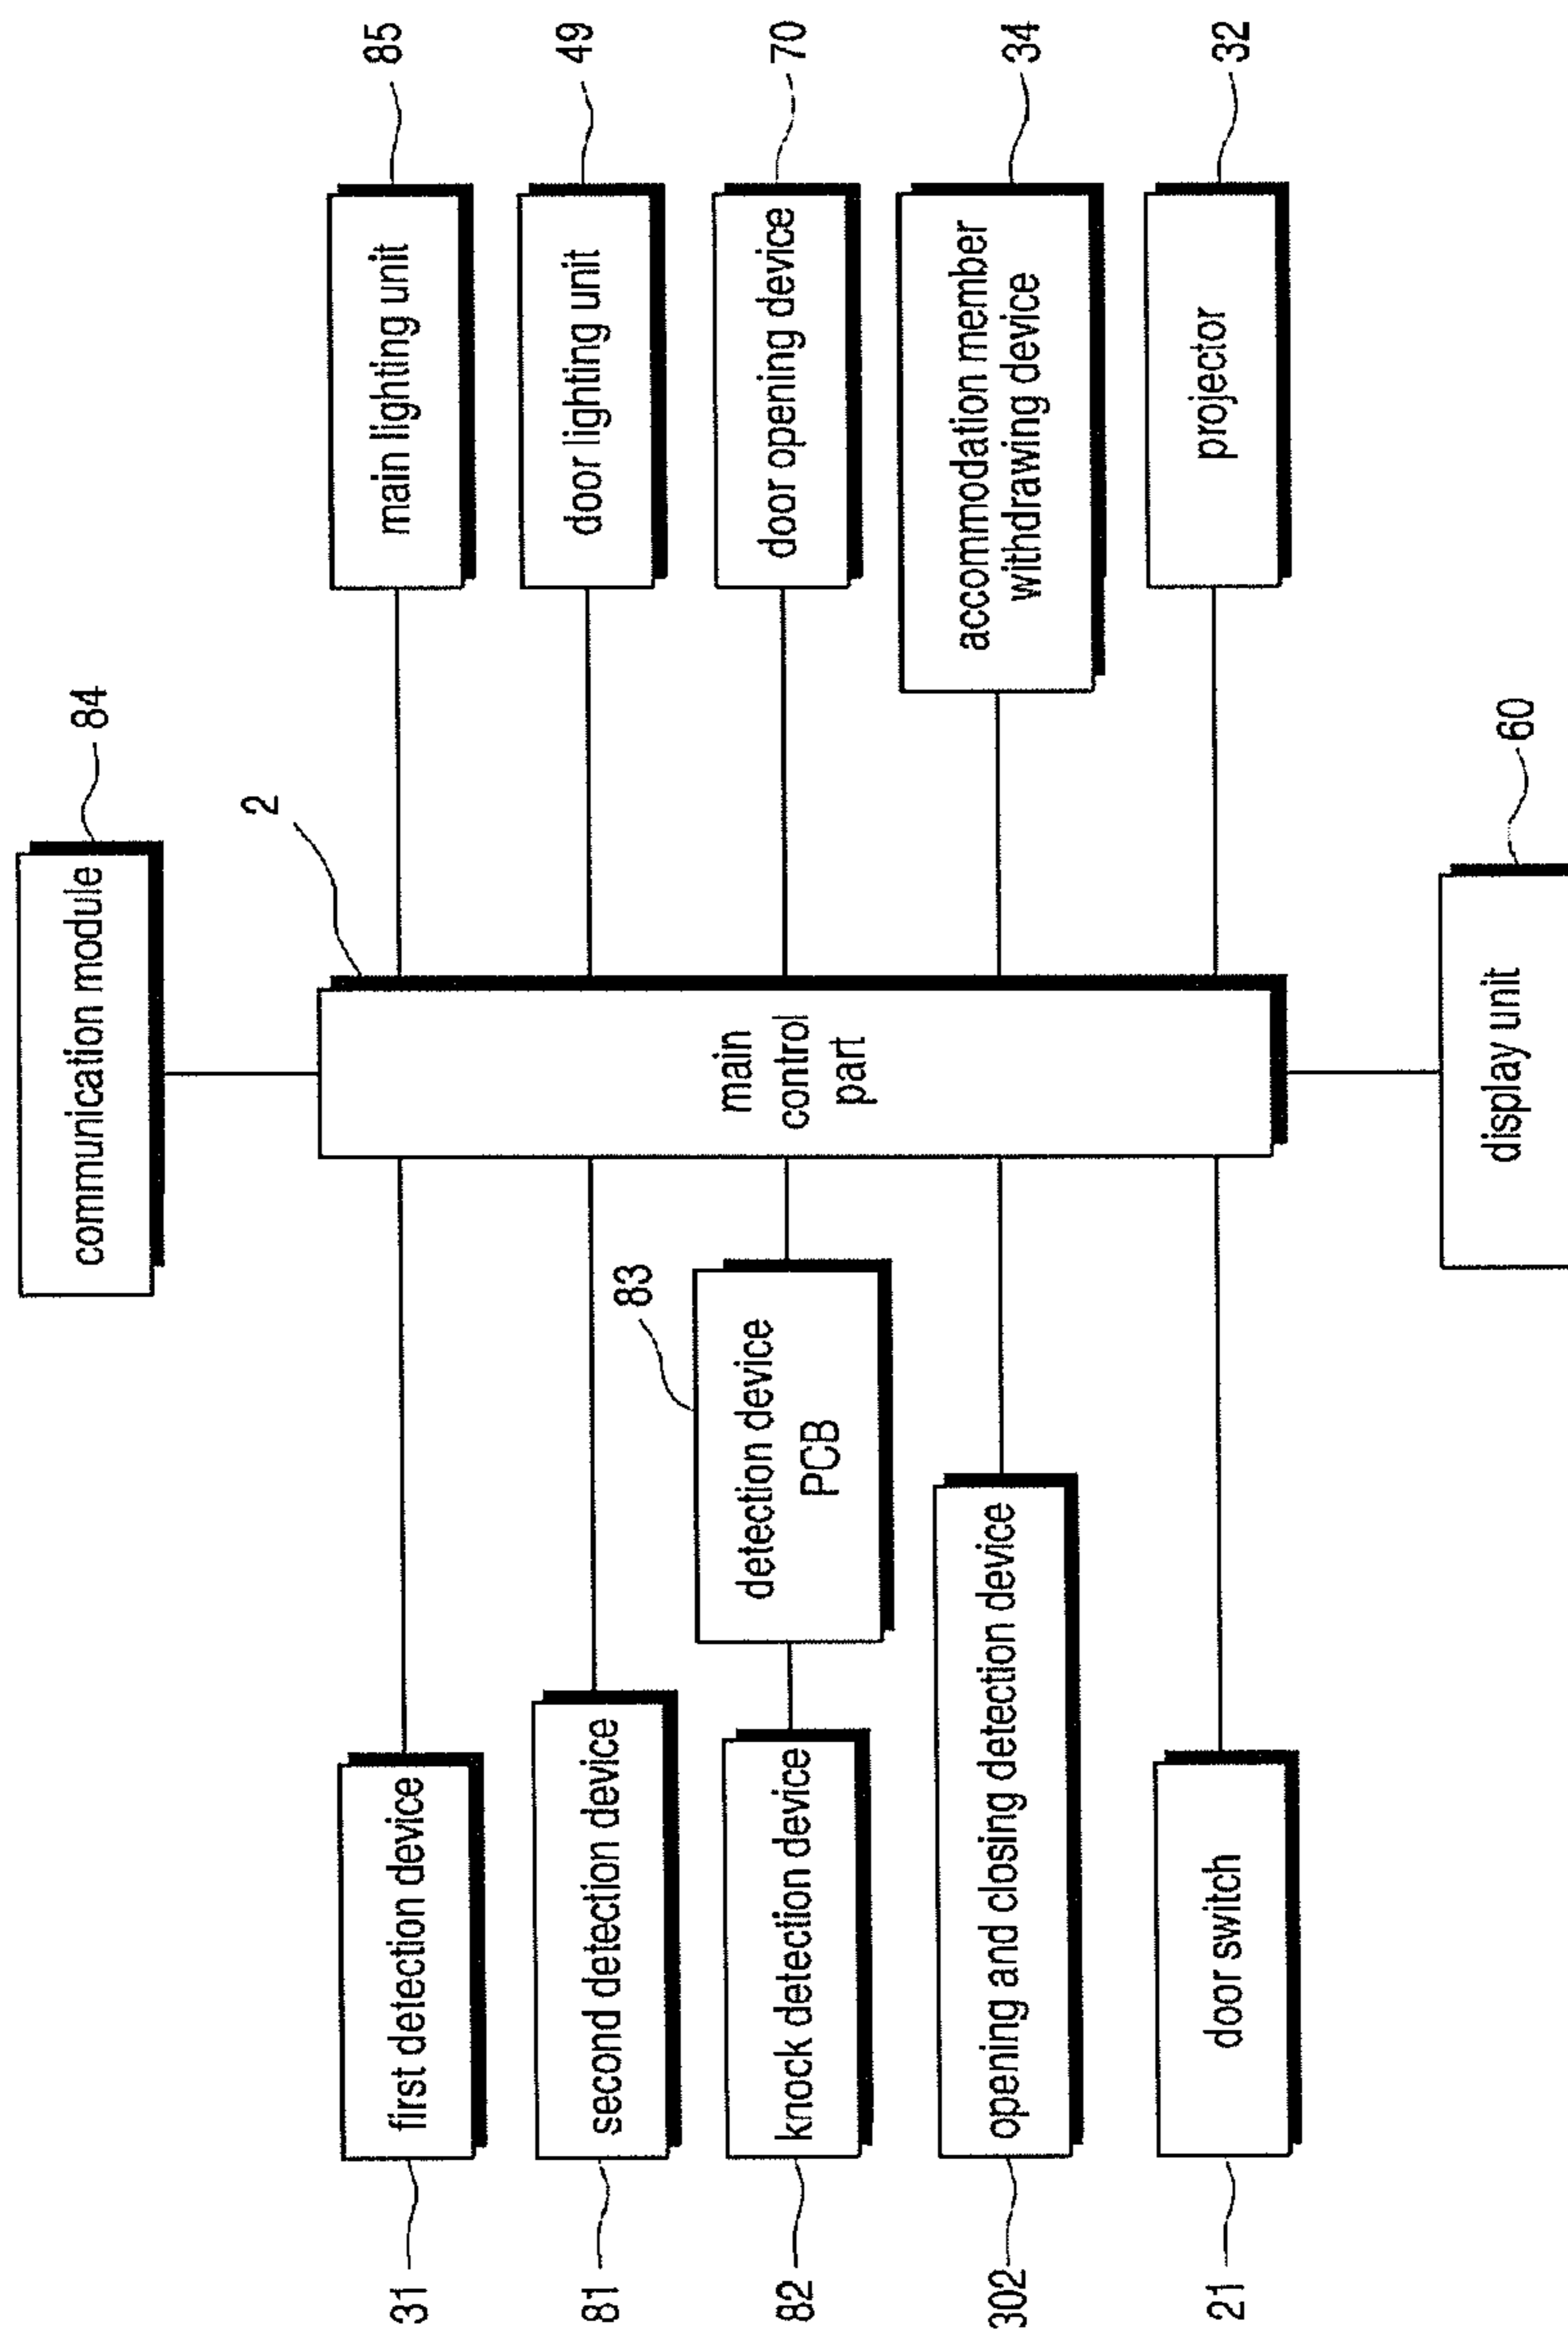 84
communication module
2
31
first detection device
main lighting unit
85
81
second detection device
door lighting unit
49
82
knock detection device
83
detection device
PCB
main
control
part
door opening device
70
302
opening and closing detection device
accommodation member
withdrawing device
34
21
door switch
projector
32
60
display unit